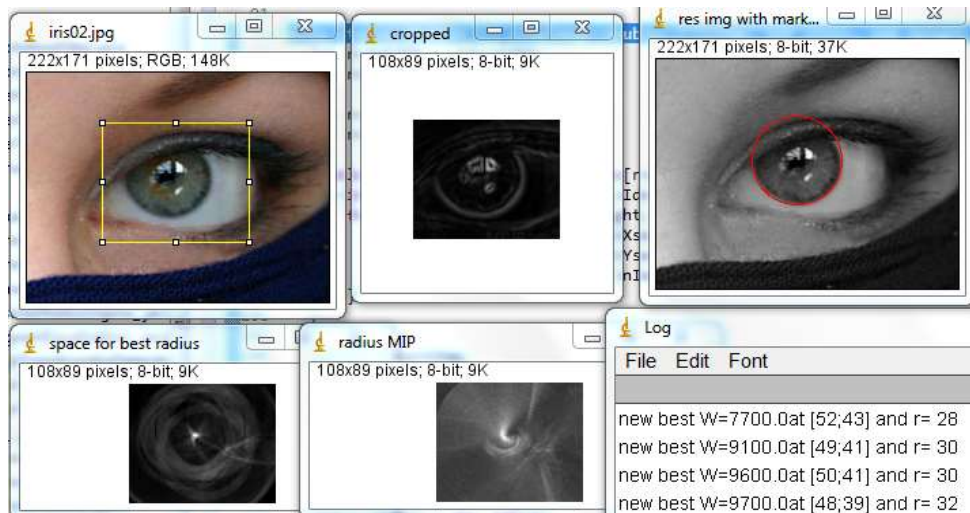 iris02.jpg
222x171 pixels; RGB; 148K
cropped
108x89 pixels; 8-bit; 9K
res img with mark...
222x171 pixels; 8-bit; 37K
space for best radius
108x89 pixels; 8-bit; 9K
radius MIP
108x89 pixels; 8-bit; 9K
Log
File Edit Font
new best W=7700.0at [52;43] and r= 28
new best W=9100.0at [49;41] and r= 30
new best W=9600.0at [50;41] and r= 30
new best W=9700.0at [48;39] and r= 32